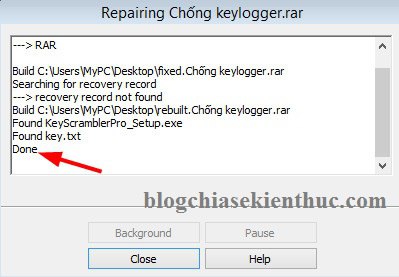 Repairing Chống keylogger.rar
---> RAR
Build C:\Users\MyPC\Desktop\fixed.Chống keylogger.rar
Searching for recovery record
---> recovery record not found
Build C:\Users\MyPC\Desktop\rebuilt.Chống keylogger.rar
Found KeyScramblerPro_Setup.exe
Found key.txt
Done
blogchiasekienthuc.com
Background
Pause
Close
Help